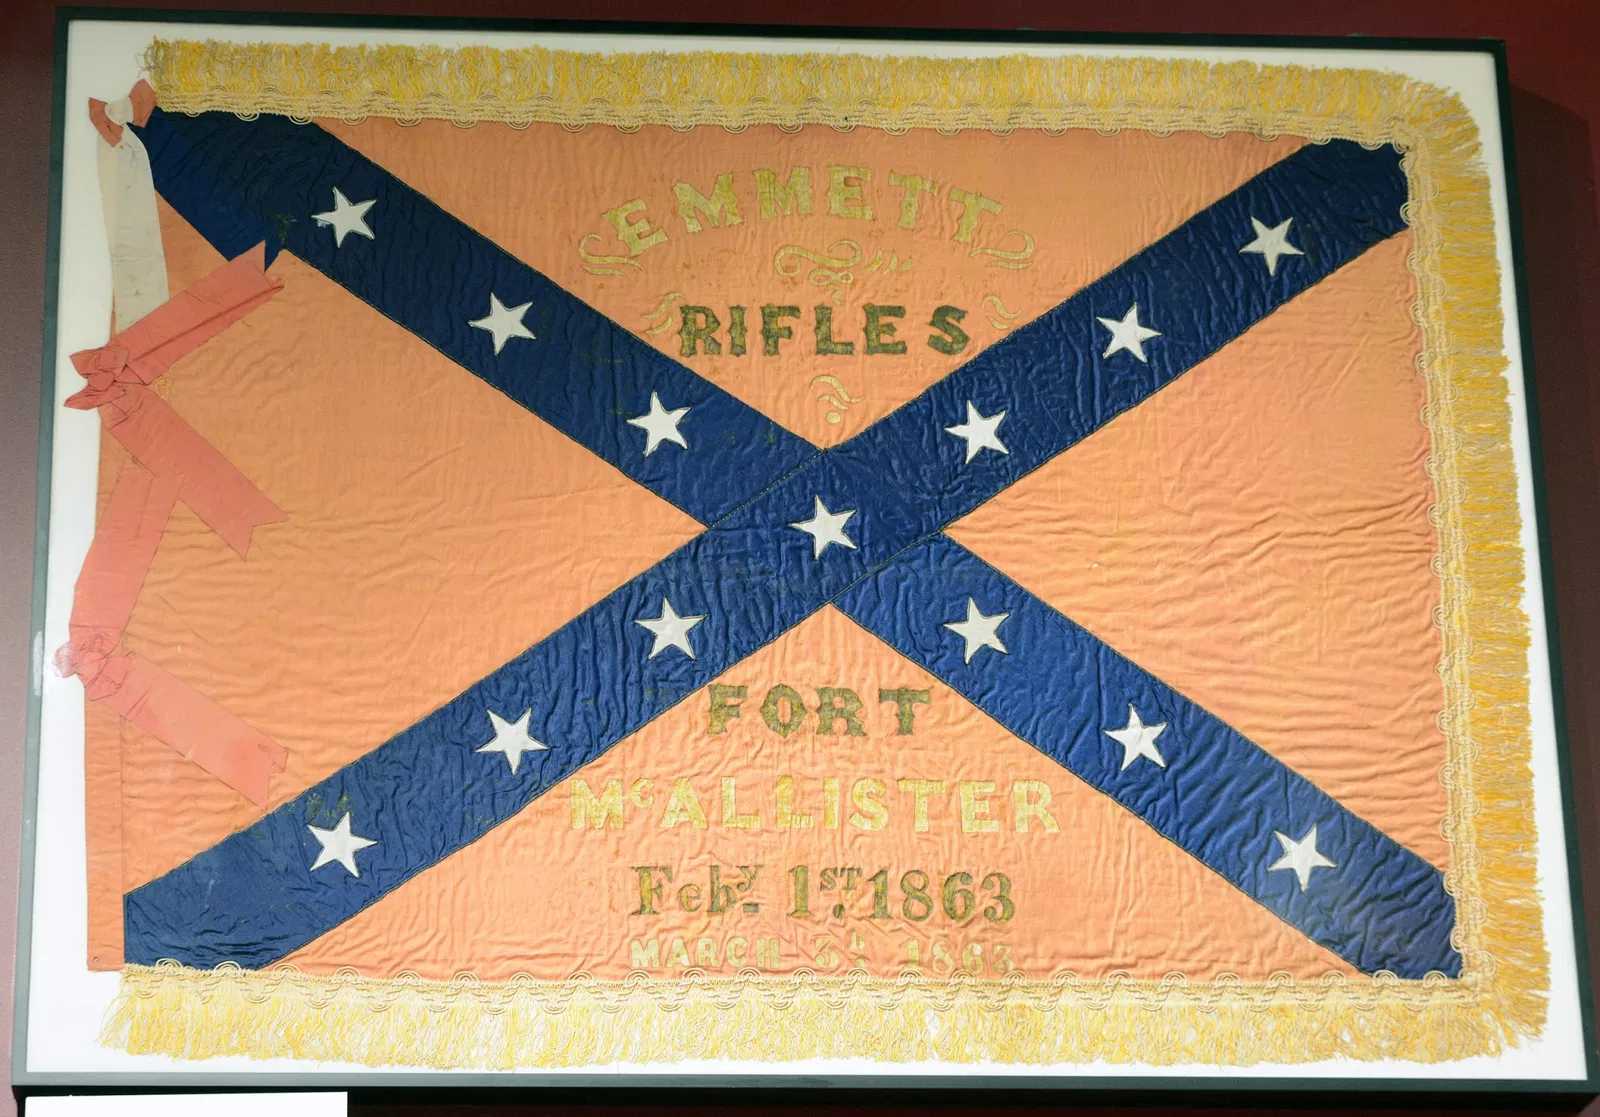 EMMETT
RIFLES
FORT
McALLISTER
Feby. 1ST. 1863
MARCH 3d. 1863